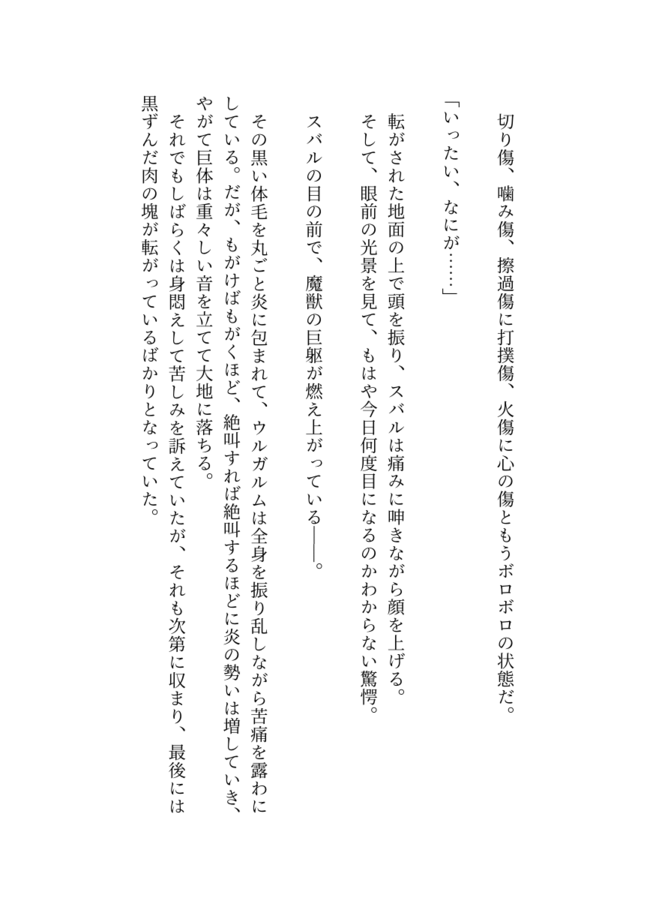 切り傷、噛み傷、擦過傷に打撲傷、火傷に心の傷ともうボロボロの状態だ。
「いったい、なにが……」
転がされた地面の上で頭を振り、スバルは痛みに呻きながら顔を上げる。
そして、眼前の光景を見て、もはや今日何度目になるのかわからない驚愕。
スバルの目の前で、魔獣の巨躯が燃え上がっている――。
その黒い体毛を丸ごと炎に包まれて、ウルガルムは全身を振り乱しながら苦痛を露わに
している。だが、もがけばもがくほど、絶叫すれば絶叫するほどに炎の勢いは増していき、
やがて巨体は重々しい音を立てて大地に落ちる。
それでもしばらくは身悶えして苦しみを訴えていたが、それも次第に収まり、最後には
黒ずんだ肉の塊が転がっているばかりとなっていた。